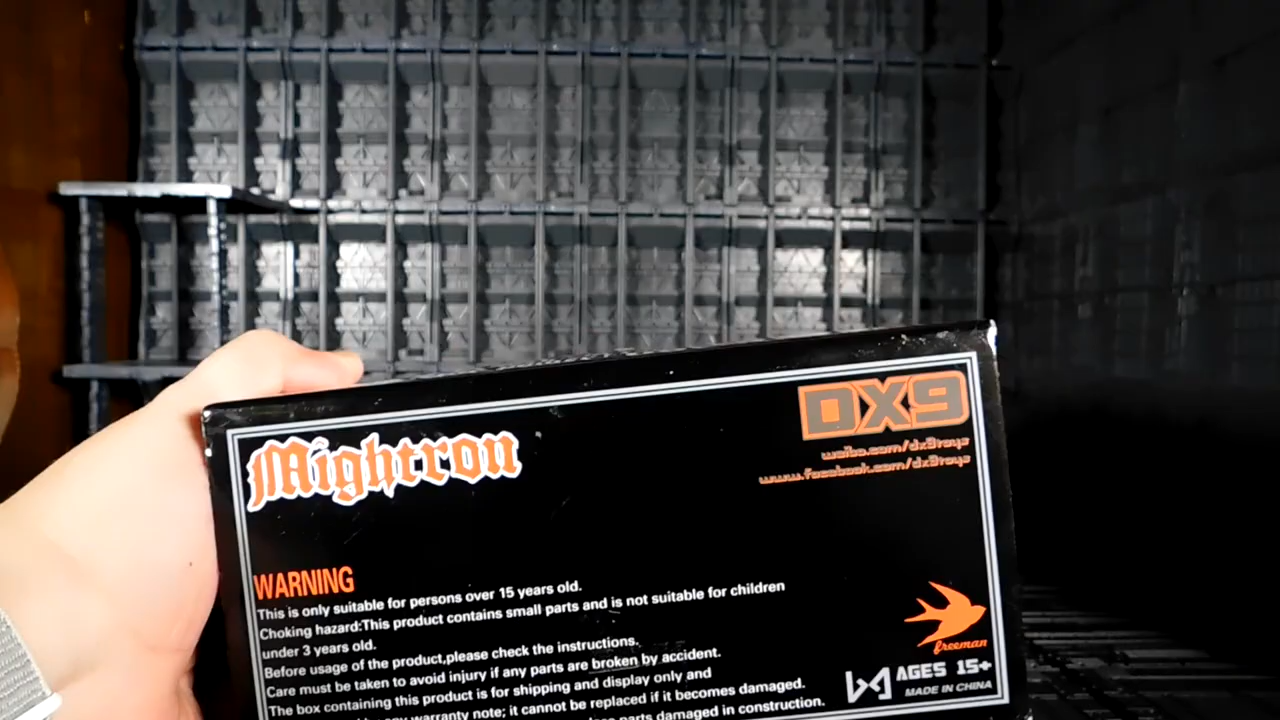 Mightron
DX9
weibo.com/dx9toys
www.facebook.com/dx9toys
WARNING
This is only suitable for persons over 15 years old.
Choking hazard:This product contains small parts and is not suitable for children
under 3 years old.
Before usage of the product,please check the instructions.
Care must be taken to avoid injury if any parts are broken by accident.
The box containing this product is for shipping and display only and
any warranty note; it cannot be replaced if it becomes damaged.
parts damaged in construction.
freeman
AGES 15+
MADE IN CHINA